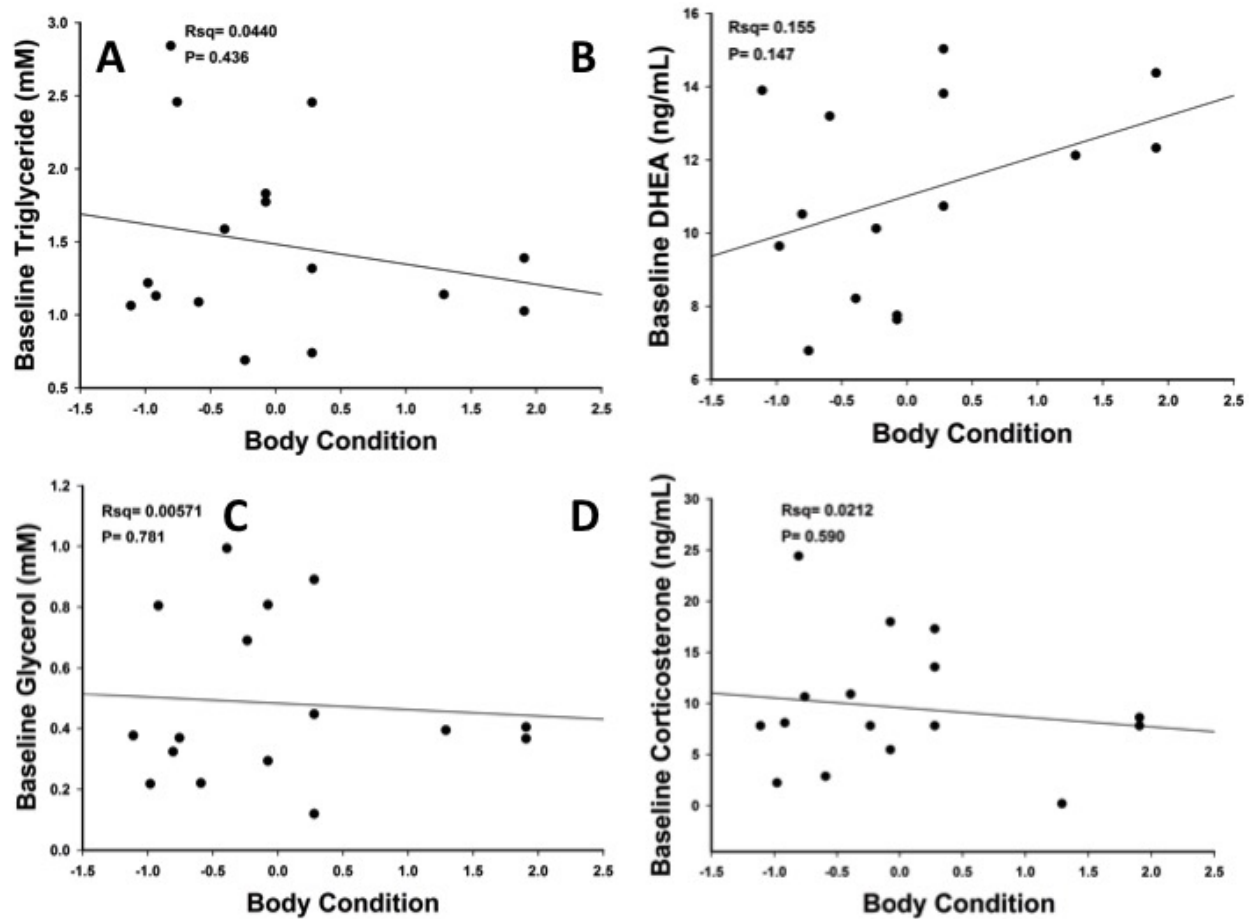 Rsq= 0.0440
P= 0.436
A
Baseline Triglyceride (mM)
3.0
2.5
2.0
1.5
1.0
0.5
-1.5 -1.0 -0.5 0.0 0.5 1.0 1.5 2.0 2.5
Body Condition
B
Rsq= 0.155
P= 0.147
Baseline DHEA (ng/mL)
16
14
12
10
8
6
-1.5 -1.0 -0.5 0.0 0.5 1.0 1.5 2.0 2.5
Body Condition
Rsq= 0.00571
P= 0.781
C
Baseline Glycerol (mM)
1.2
1.0
0.8
0.6
0.4
0.2
0.0
-1.5 -1.0 -0.5 0.0 0.5 1.0 1.5 2.0 2.5
Body Condition
D
Rsq= 0.0212
P= 0.590
Baseline Corticosterone (ng/mL)
30
25
20
15
10
5
0
-1.5 -1.0 -0.5 0.0 0.5 1.0 1.5 2.0 2.5
Body Condition